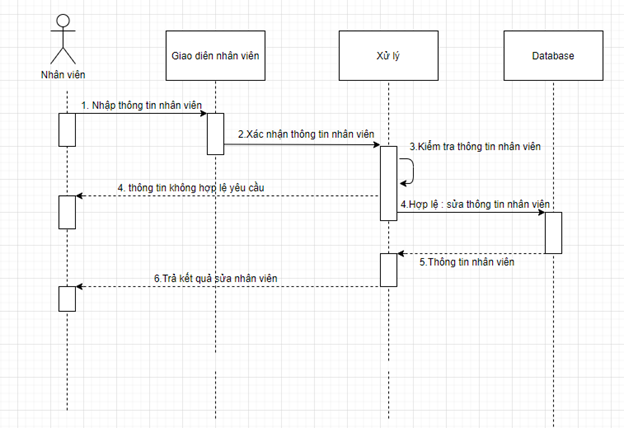 Nhân viên
Giao diên nhân viên
Xử lý
Database
1. Nhập thông tin nhân viên
2.Xác nhận thông tin nhân viên
3.Kiểm tra thông tin nhân viên
4. thông tin không hợp lệ yêu cầu
4.Hợp lệ : sửa thông tin nhân viên
5.Thông tin nhân viên
6.Trả kết quả sửa nhân viên